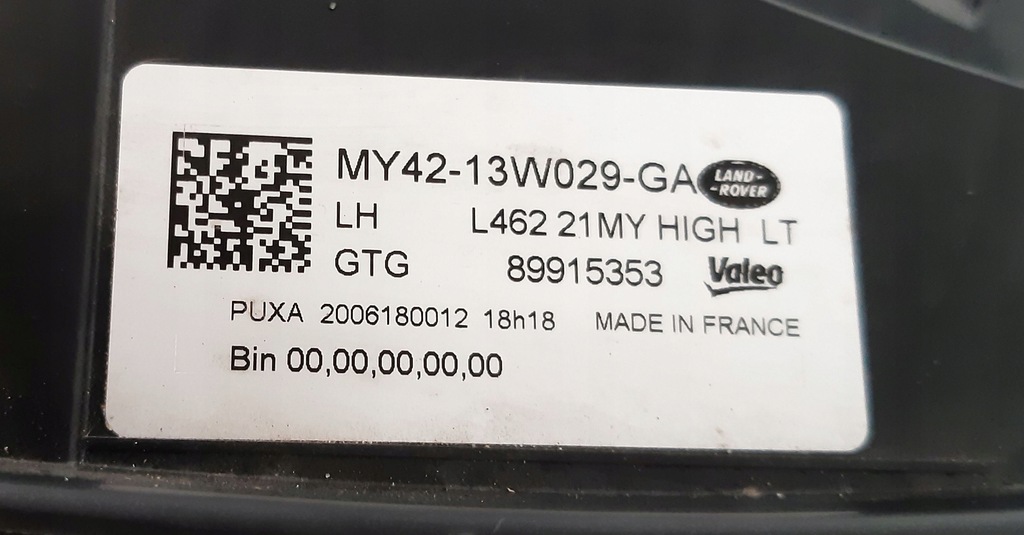 MY42-13W029-GA LAND-
-ROVER
LH L462 21MY HIGH LT
GTG 89915353 Valeo
PUXA 2006180012 18h18 MADE IN FRANCE
Bin 00,00,00,00,00